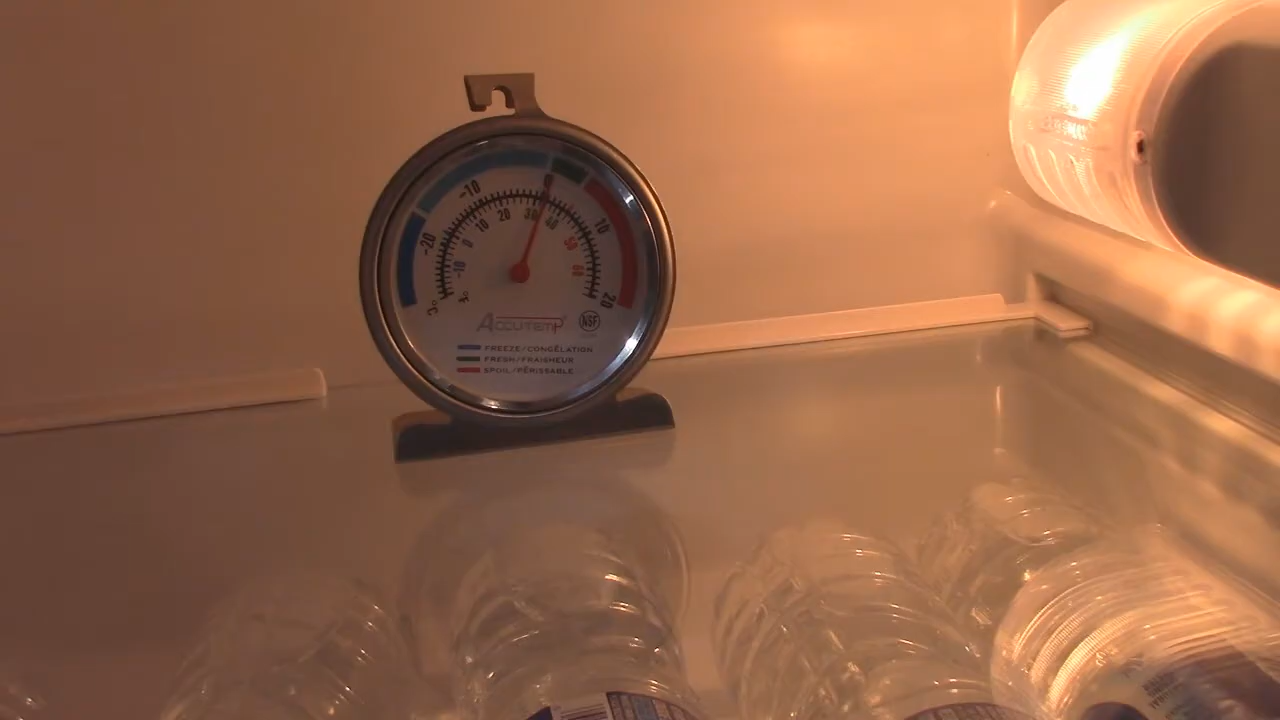 -20 -10 0 10 20
-10 0 10 20 30 40 50 60
°C °F
ACCUTEMP®
NSF
FREEZE/CONGÉLATION
FRESH/FRAÎCHEUR
SPOIL/PÉRISSABLE